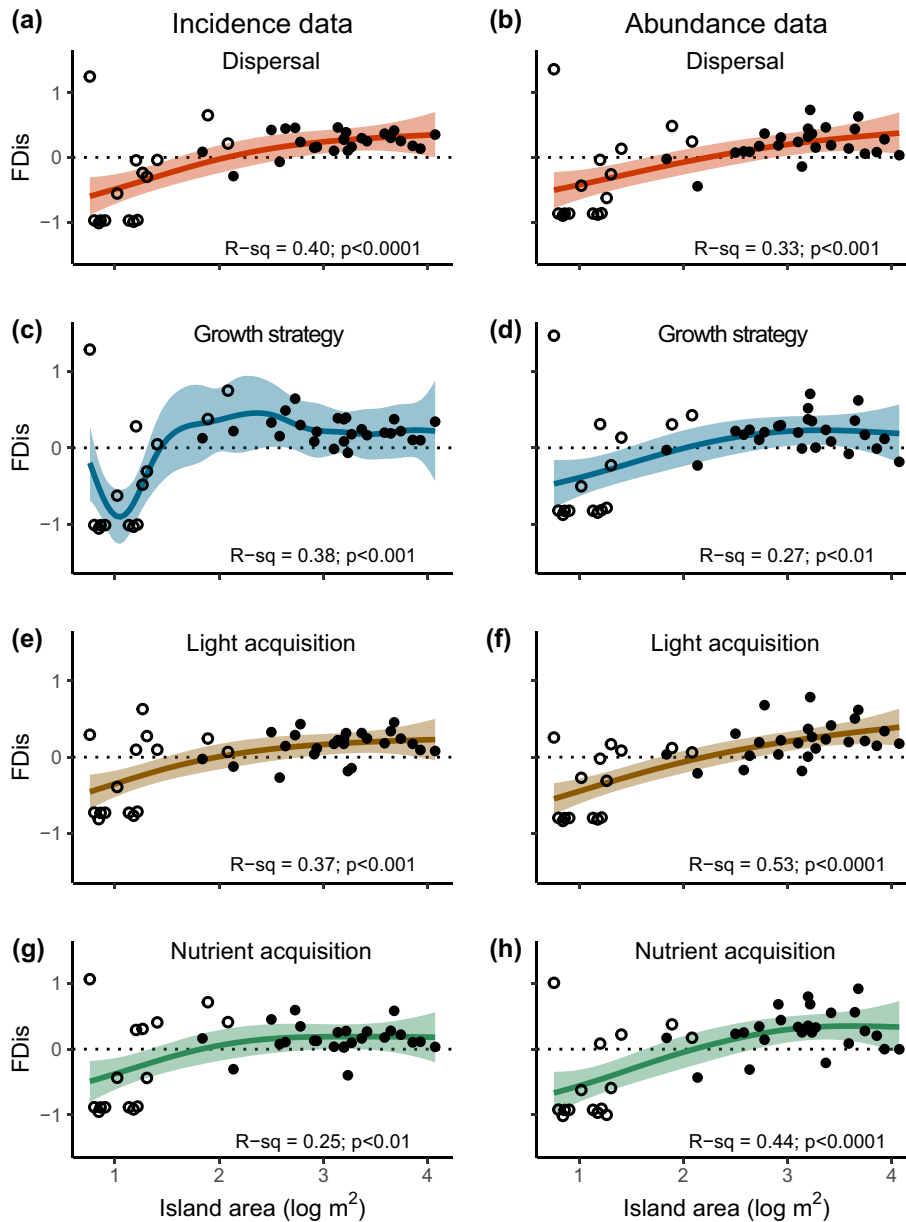 (a) Incidence data
(b) Abundance data
Dispersal
Dispersal
FDis
1
0
−1
R−sq = 0.40; p<0.0001
FDis
R−sq = 0.33; p<0.001
(c)
Growth strategy
(d)
Growth strategy
FDis
1
0
−1
R−sq = 0.38; p<0.001
R−sq = 0.27; p<0.01
(e)
Light acquisition
(f)
Light acquisition
FDis
1
0
−1
R−sq = 0.37; p<0.001
R−sq = 0.53; p<0.0001
(g)
Nutrient acquisition
(h)
Nutrient acquisition
FDis
1
0
−1
R−sq = 0.25; p<0.01
R−sq = 0.44; p<0.0001
1 2 3 4
1 2 3 4
Island area (log m²)
Island area (log m²)